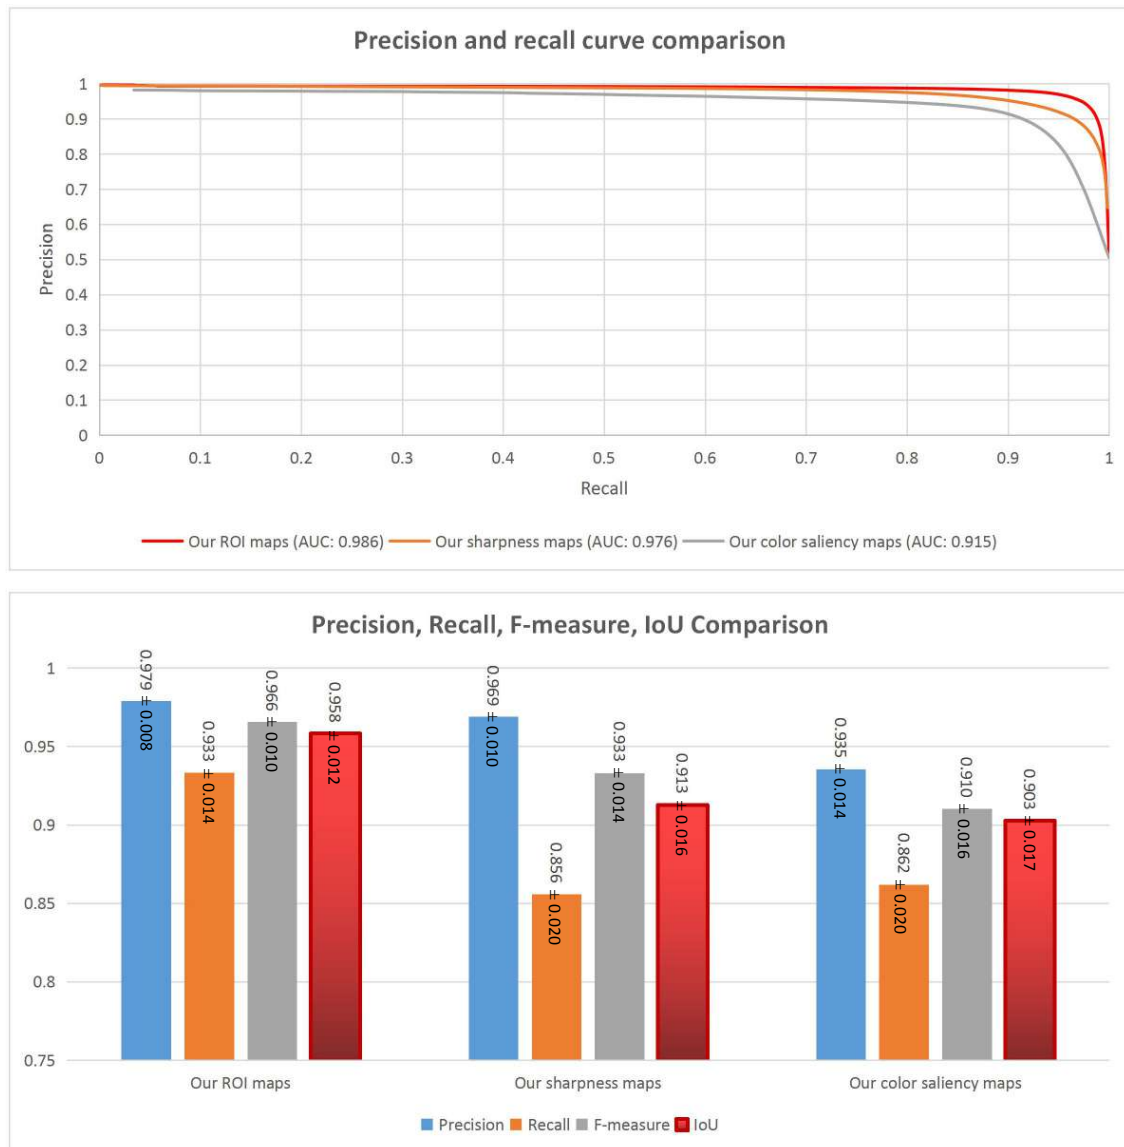 Precision and recall curve comparison
1
0.9
0.8
0.7
0.6
0.5
0.4
0.3
0.2
0.1
0
Precision
0 0.1 0.2 0.3 0.4 0.5 0.6 0.7 0.8 0.9 1
Recall
Our ROI maps (AUC: 0.986) Our sharpness maps (AUC: 0.976) Our color saliency maps (AUC: 0.915)
Precision, Recall, F-measure, IoU Comparison
1
0.95
0.9
0.85
0.8
0.75
0.979 ± 0.008
0.933 ± 0.014
0.966 ± 0.010
0.958 ± 0.012
0.969 ± 0.010
0.856 ± 0.020
0.933 ± 0.014
0.913 ± 0.016
0.935 ± 0.014
0.862 ± 0.020
0.910 ± 0.016
0.903 ± 0.017
Our ROI maps Our sharpness maps Our color saliency maps
Precision Recall F-measure IoU